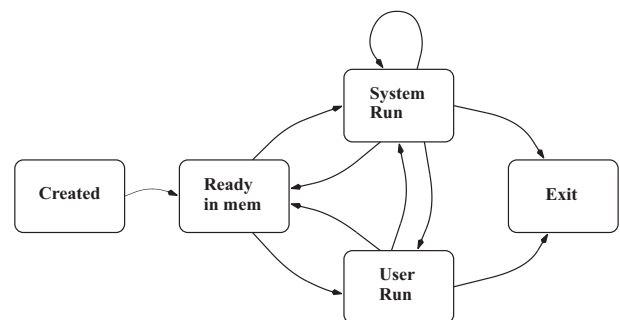 System
Run
Created
Ready
in mem
Exit
User
Run